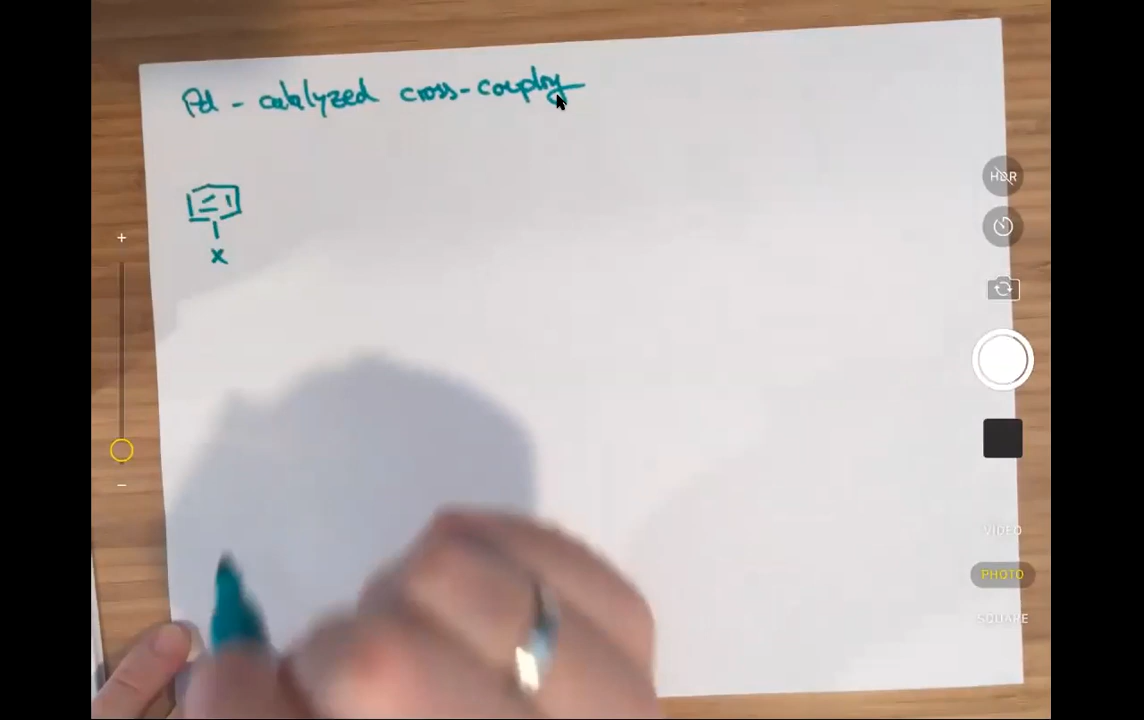 Pd - catalyzed cross-coupling
X
+
HDR
−
VIDEO
PHOTO
SQUARE